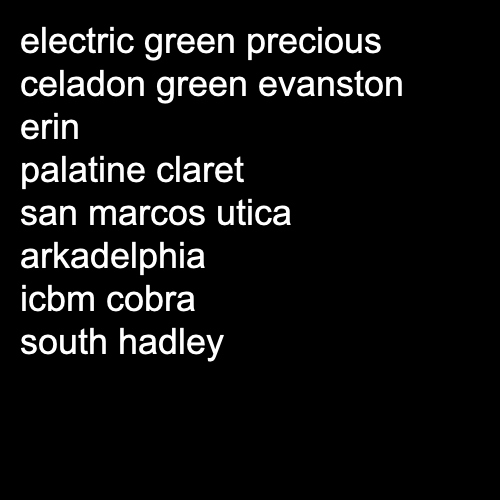 electric green precious
celadon green evanston
erin
palatine claret
san marcos utica
arkadelphia
icbm cobra
south hadley